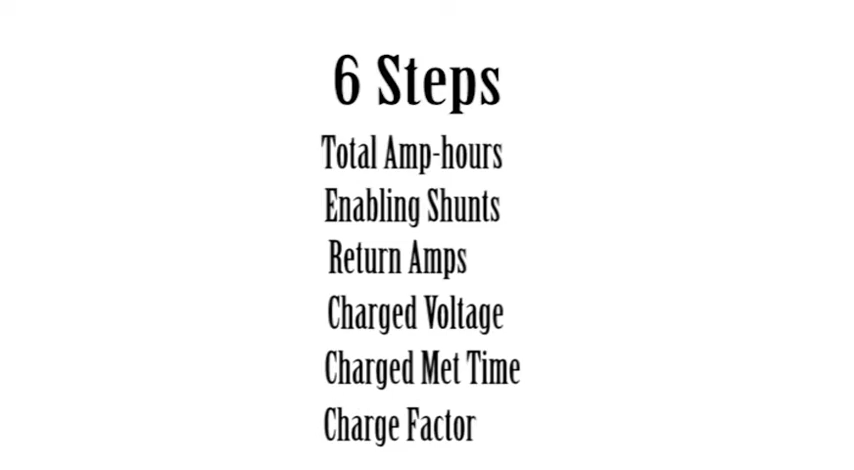 6 Steps
Total Amp-hours
Enabling Shunts
Return Amps
Charged Voltage
Charged Met Time
Charge Factor